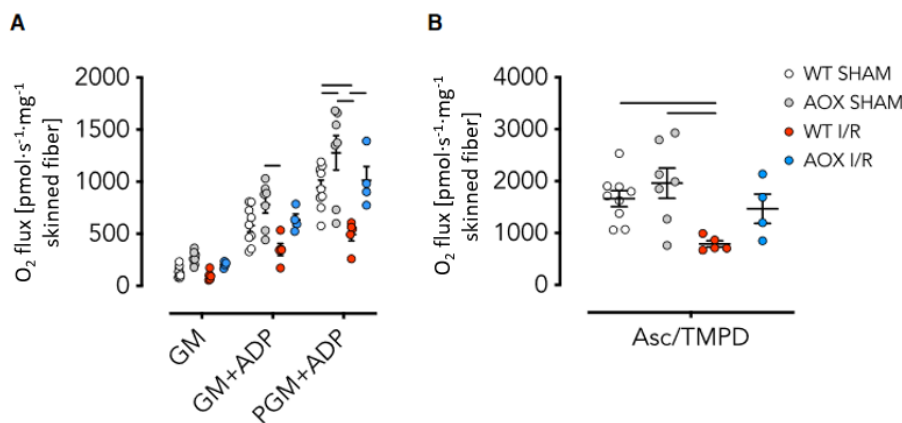 A
O₂ flux [pmol·s⁻¹·mg⁻¹
skinned fiber]
2000
1500
1000
500
0
GM
GM+ADP
PGM+ADP
B
O₂ flux [pmol·s⁻¹·mg⁻¹
skinned fiber]
4000
3000
2000
1000
0
Asc/TMPD
WT SHAM
AOX SHAM
WT I/R
AOX I/R